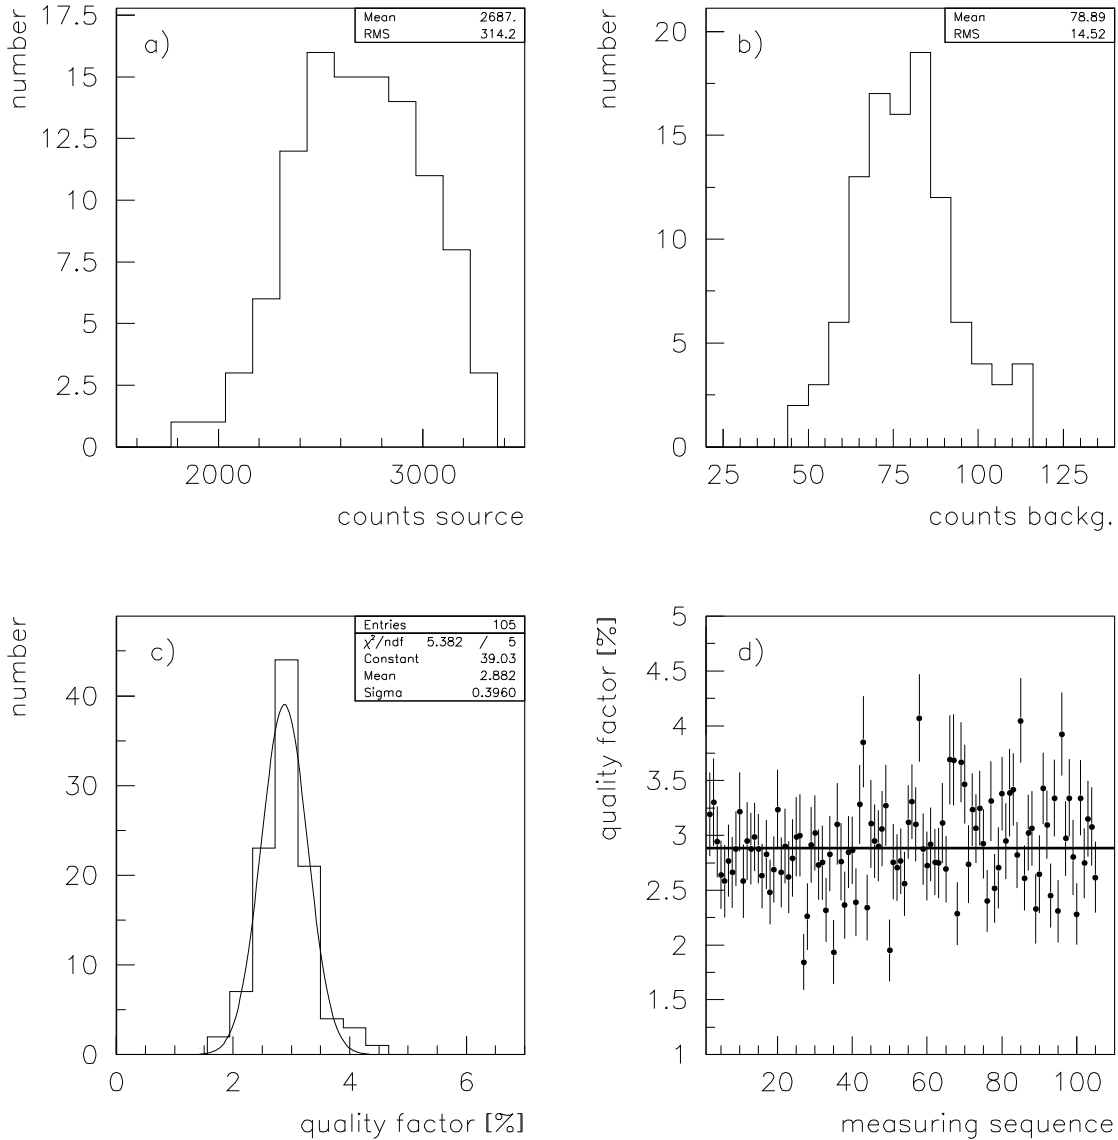 number
17.5
15
12.5
10
7.5
5
2.5
0
a)
Mean 2687.
RMS 314.2
2000 3000
counts source
number
20
15
10
5
0
b)
Mean 78.89
RMS 14.52
25 50 75 100 125
counts backg.
number
40
30
20
10
0
c)
Entries 105
χ²/ndf 5.382 / 5
Constant 39.03
Mean 2.882
Sigma 0.3960
0 2 4 6
quality factor [%]
quality factor [%]
5
4.5
4
3.5
3
2.5
2
1.5
1
d)
20 40 60 80 100
measuring sequence